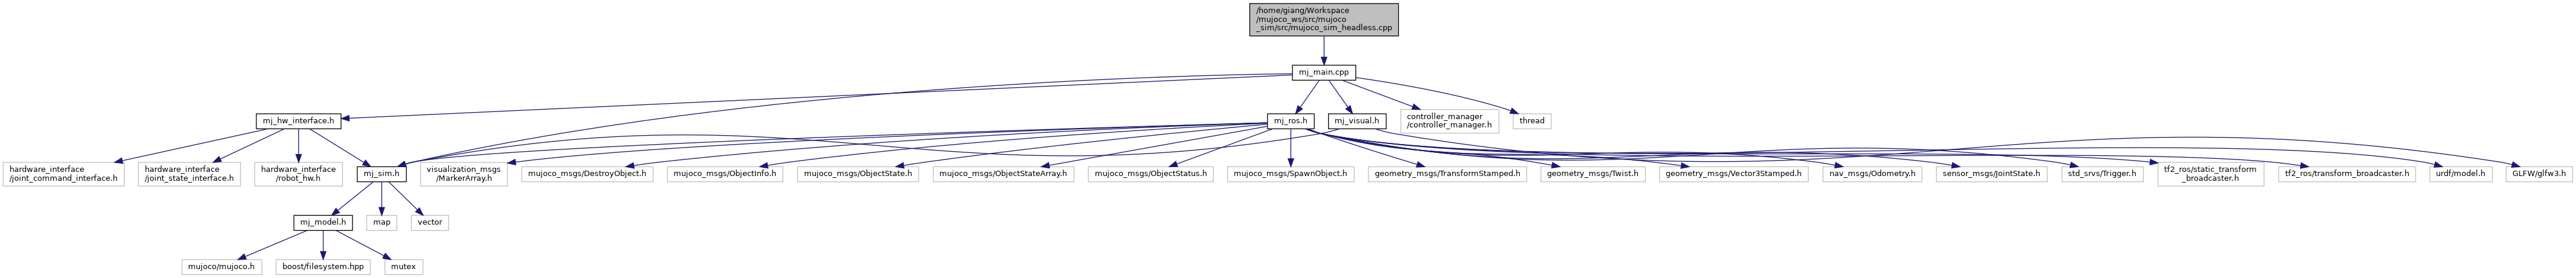 /home/giang/Workspace
/mujoco_ws/src/mujoco
_sim/src/mujoco_sim_headless.cpp
mj_main.cpp
mj_hw_interface.h
mj_ros.h
mj_visual.h
controller_manager
/controller_manager.h
thread
hardware_interface
/joint_command_interface.h
hardware_interface
/joint_state_interface.h
hardware_interface
/robot_hw.h
mj_sim.h
visualization_msgs
/MarkerArray.h
mujoco_msgs/DestroyObject.h
mujoco_msgs/ObjectInfo.h
mujoco_msgs/ObjectState.h
mujoco_msgs/ObjectStateArray.h
mujoco_msgs/ObjectStatus.h
mujoco_msgs/SpawnObject.h
geometry_msgs/TransformStamped.h
geometry_msgs/Twist.h
geometry_msgs/Vector3Stamped.h
nav_msgs/Odometry.h
sensor_msgs/JointState.h
std_srvs/Trigger.h
tf2_ros/static_transform
_broadcaster.h
tf2_ros/transform_broadcaster.h
urdf/model.h
GLFW/glfw3.h
mj_model.h
map
vector
mujoco/mujoco.h
boost/filesystem.hpp
mutex